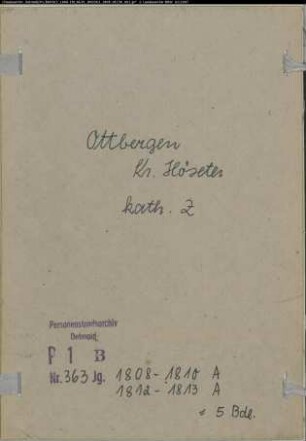 Ottbergen
Kr. Höxter
kath. Z
Personenstandsarchiv
Detmold
P 1 B
Nr. 363 Jg. 1808-1810 A
1812-1813 A
5 Bde.